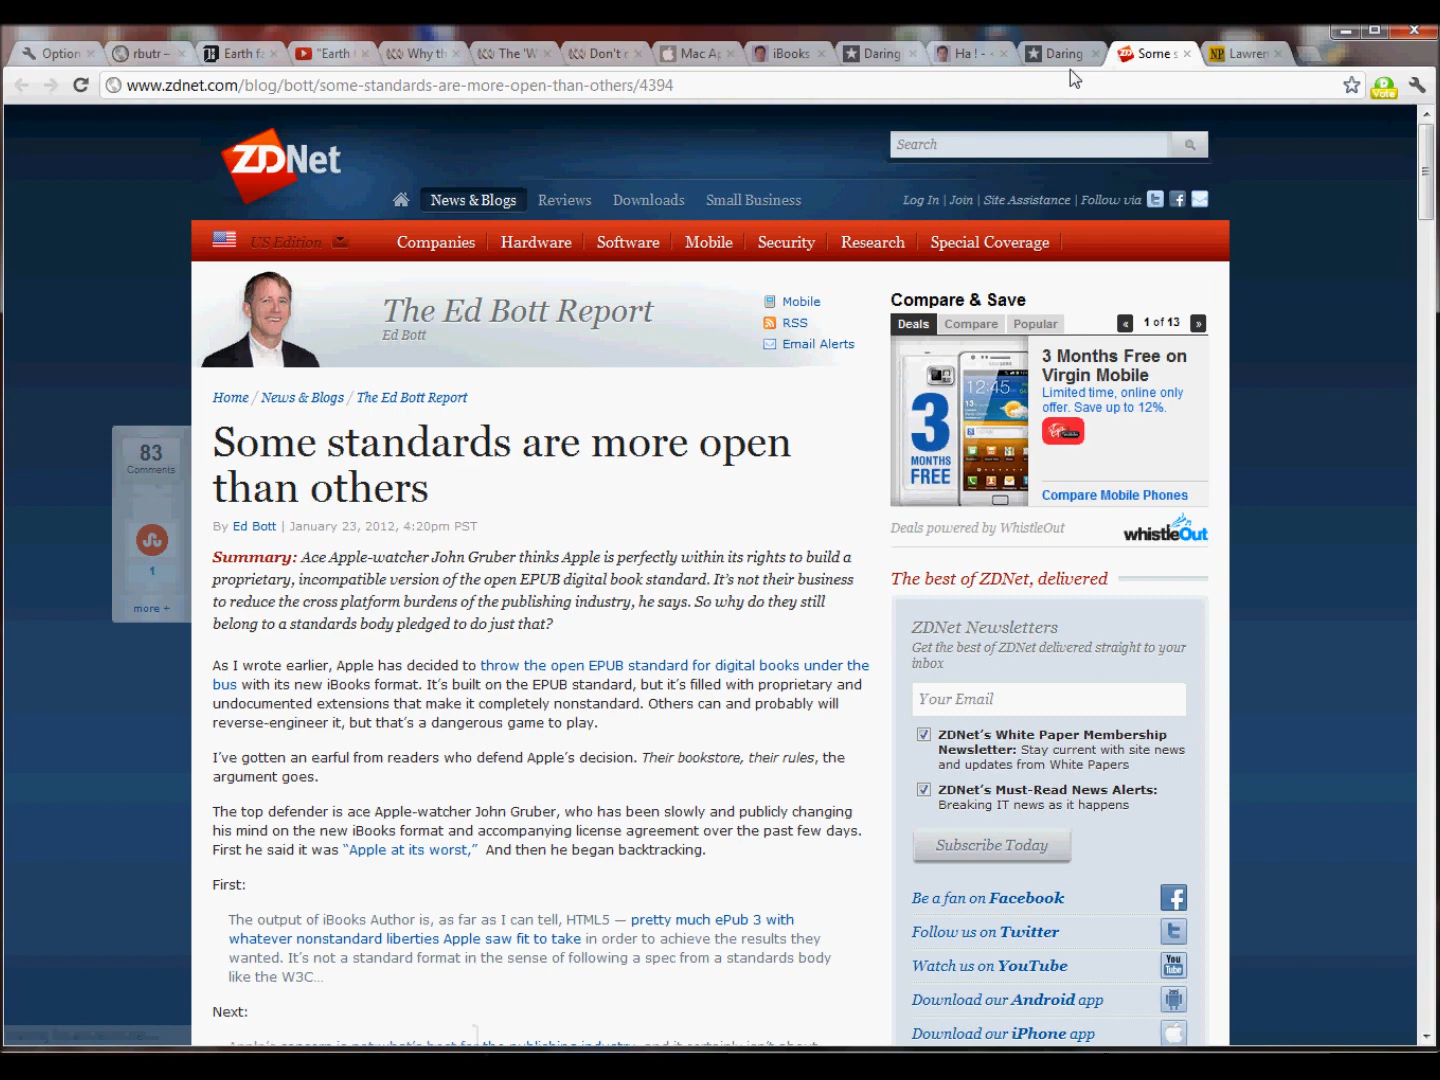 Option
rbutr –
Earth fa
"Earth
Why th
The 'W
Don't r
Mac Ap
iBooks
Daring
Ha! -
Daring
Some s
Lawren
www.zdnet.com/blog/bott/some-standards-are-more-open-than-others/4394
Vote
ZDNet
Search
News & Blogs
Reviews
Downloads
Small Business
Log In | Join | Site Assistance | Follow via
US Edition
Companies
Hardware
Software
Mobile
Security
Research
Special Coverage
The Ed Bott Report
Ed Bott
Mobile
RSS
Email Alerts
Home / News & Blogs / The Ed Bott Report
Some standards are more open
than others
By Ed Bott | January 23, 2012, 4:20pm PST
83
Comments
1
more +
Summary: Ace Apple-watcher John Gruber thinks Apple is perfectly within its rights to build a
proprietary, incompatible version of the open EPUB digital book standard. It's not their business
to reduce the cross platform burdens of the publishing industry, he says. So why do they still
belong to a standards body pledged to do just that?
As I wrote earlier, Apple has decided to throw the open EPUB standard for digital books under the
bus with its new iBooks format. It's built on the EPUB standard, but it's filled with proprietary and
undocumented extensions that make it completely nonstandard. Others can and probably will
reverse-engineer it, but that's a dangerous game to play.
I've gotten an earful from readers who defend Apple's decision. Their bookstore, their rules, the
argument goes.
The top defender is ace Apple-watcher John Gruber, who has been slowly and publicly changing
his mind on the new iBooks format and accompanying license agreement over the past few days.
First he said it was "Apple at its worst," And then he began backtracking.
First:
The output of iBooks Author is, as far as I can tell, HTML5 — pretty much ePub 3 with
whatever nonstandard liberties Apple saw fit to take in order to achieve the results they
wanted. It's not a standard format in the sense of following a spec from a standards body
like the W3C...
Next:
Compare & Save
Deals
Compare
Popular
« 1 of 13 »
12:45
3
MONTHS
FREE
3 Months Free on
Virgin Mobile
Limited time, online only
offer. Save up to 12%.
Compare Mobile Phones
Deals powered by WhistleOut
whistleOut
The best of ZDNet, delivered
ZDNet Newsletters
Get the best of ZDNet delivered straight to your
inbox
Your Email
ZDNet's White Paper Membership
Newsletter: Stay current with site news
and updates from White Papers
ZDNet's Must-Read News Alerts:
Breaking IT news as it happens
Subscribe Today
Be a fan on Facebook
Follow us on Twitter
Watch us on YouTube
You
Tube
Download our Android app
Download our iPhone app